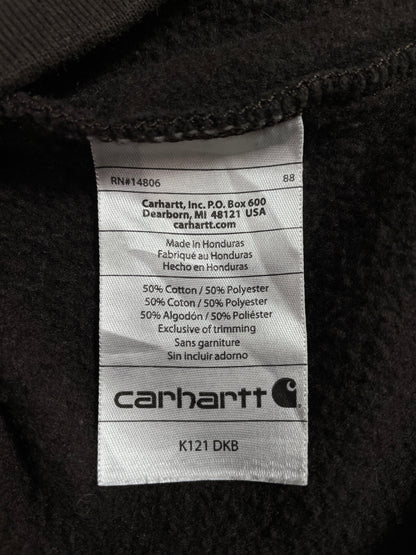 RN#14806 88
Carhartt, Inc. P.O. Box 600
Dearborn, MI 48121 USA
carhartt.com
Made in Honduras
Fabriqué au Honduras
Hecho en Honduras
50% Cotton / 50% Polyester
50% Coton / 50% Polyester
50% Algodón / 50% Poliéster
Exclusive of trimming
Sans garniture
Sin incluir adorno
carhartt
K121 DKB